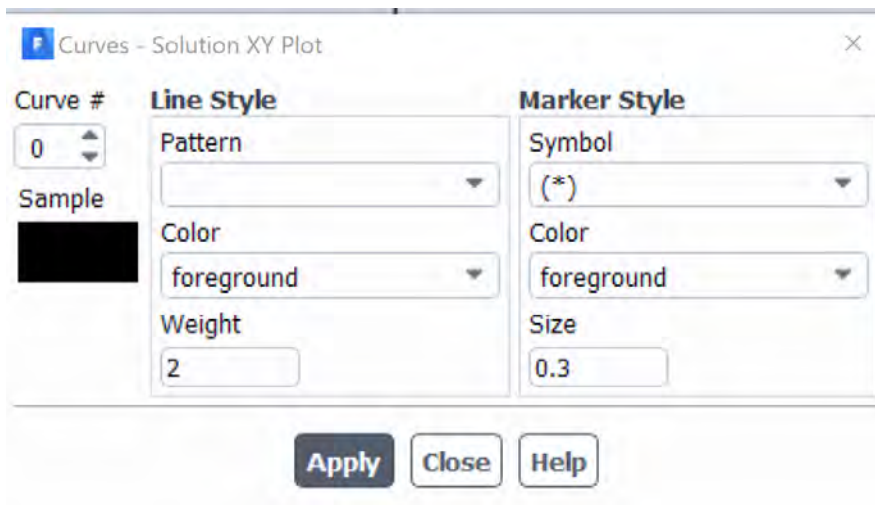 F Curves - Solution XY Plot
Curve # Line Style Marker Style
0 Pattern Symbol
(*)
Sample
Color Color
foreground foreground
Weight Size
2 0.3
Apply Close Help